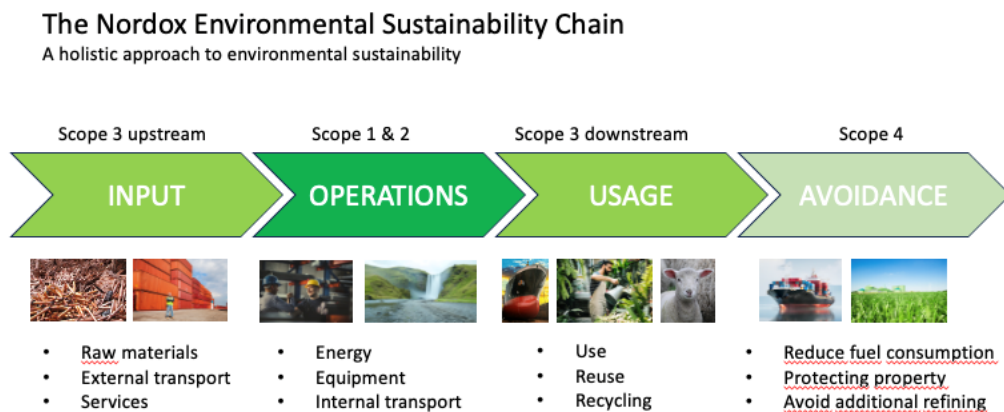 The Nordox Environmental Sustainability Chain
A holistic approach to environmental sustainability
Scope 3 upstream
Scope 1 & 2
Scope 3 downstream
Scope 4
INPUT
OPERATIONS
USAGE
AVOIDANCE
• Raw materials
• External transport
• Services
• Energy
• Equipment
• Internal transport
• Use
• Reuse
• Recycling
• Reduce fuel consumption
• Protecting property
• Avoid additional refining